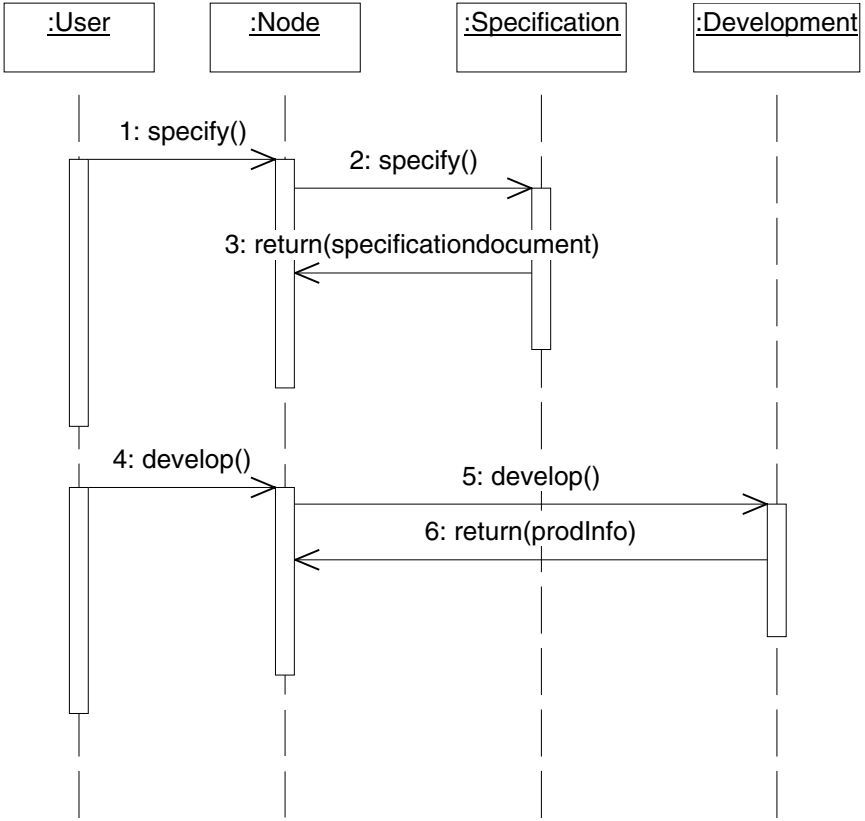 :User
:Node
:Specification
:Development
1: specify()
2: specify()
3: return(specificationdocument)
4: develop()
5: develop()
6: return(prodInfo)